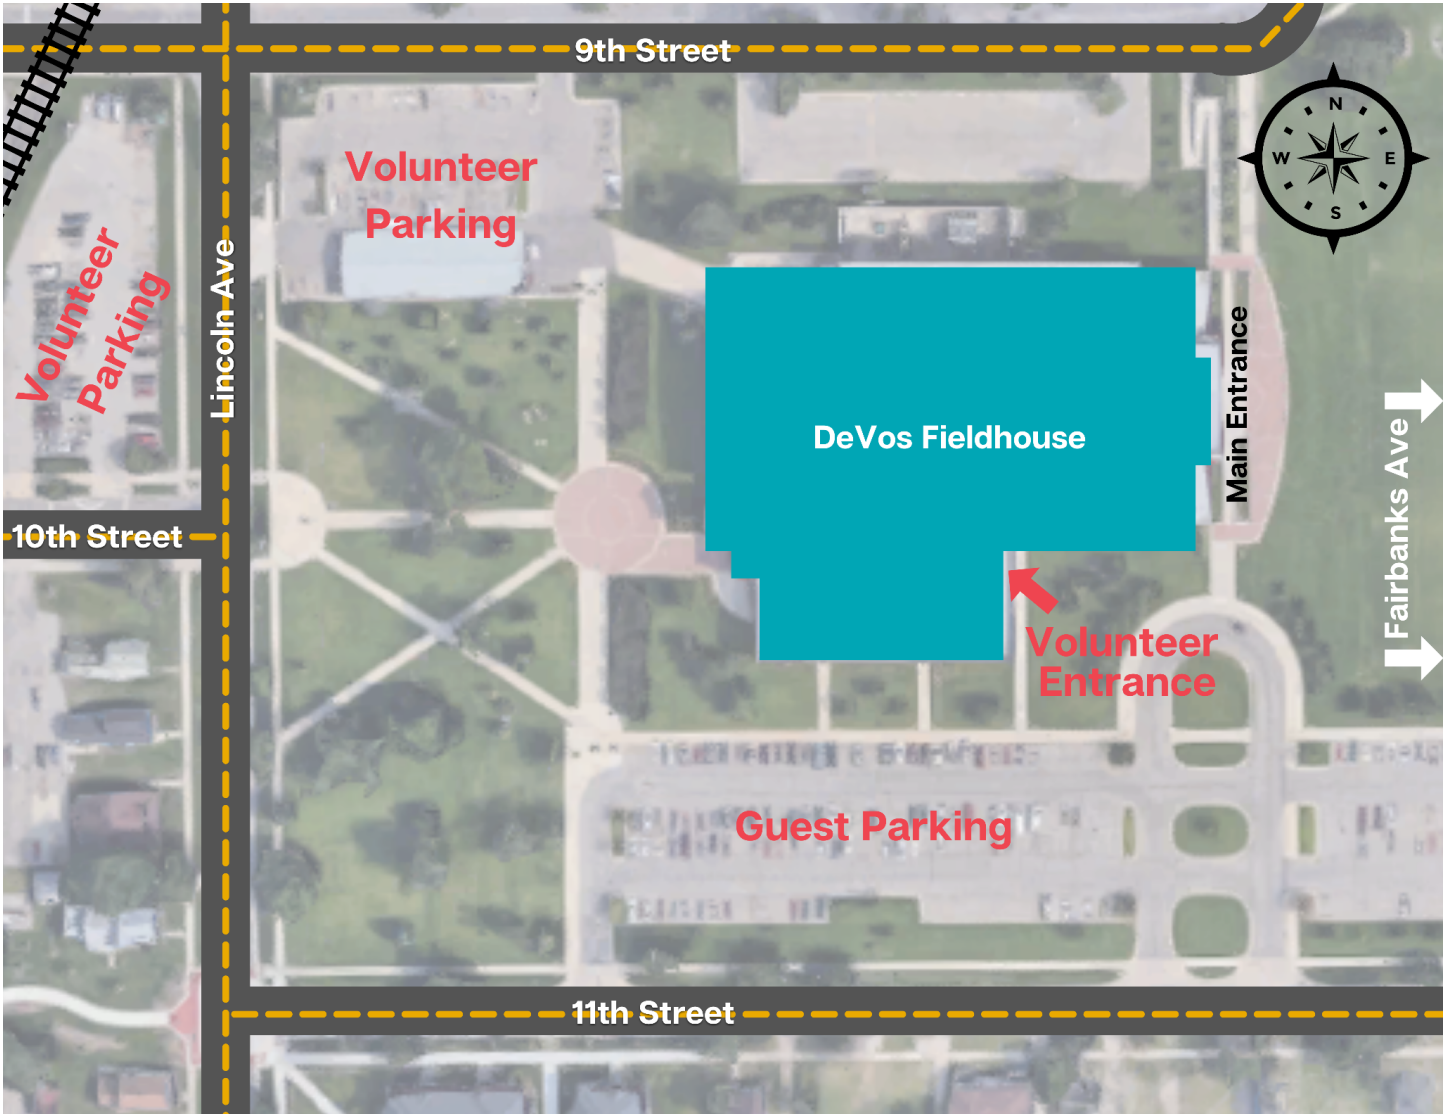 9th Street
N
W
E
S
Volunteer
Parking
Volunteer
Parking
Lincoln Ave
Main Entrance
DeVos Fieldhouse
Fairbanks Ave
10th Street
Volunteer
Entrance
Guest Parking
11th Street